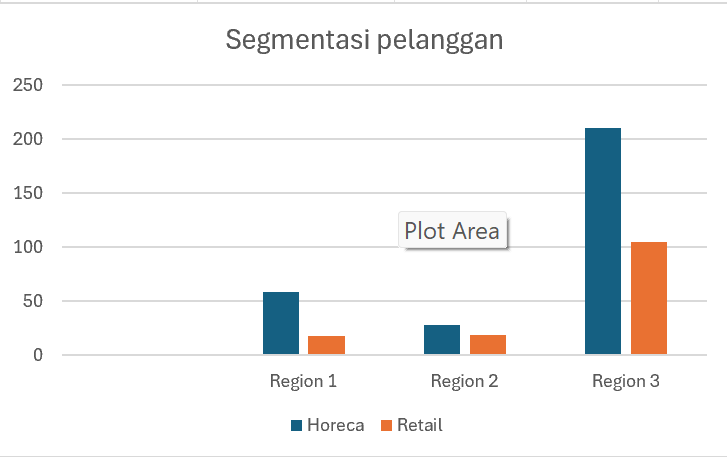 Segmentasi pelanggan
250
200
150
Plot Area
100
50
0
Region 1 Region 2 Region 3
Horeca Retail